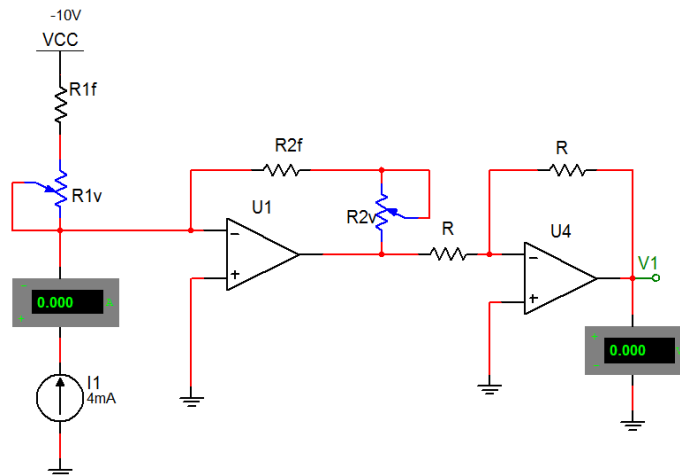 -10V
VCC
R1f
R1v
R2f
R2v
U1
R
R
U4
V1
- 0.000 A
+
+ 0.000 V
-
I1
4mA
-
+
-
+